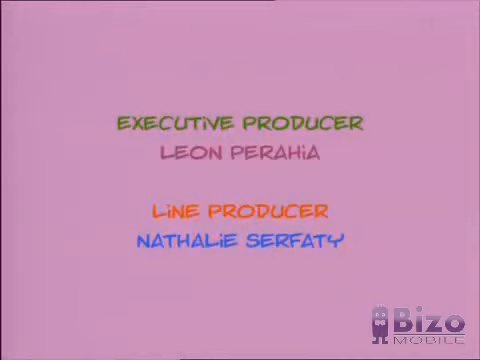 EXECUTIVE PRODUCER
LEON PERAHIA
LINE PRODUCER
NATHALIE SERFATY
Bizo
MOBILE